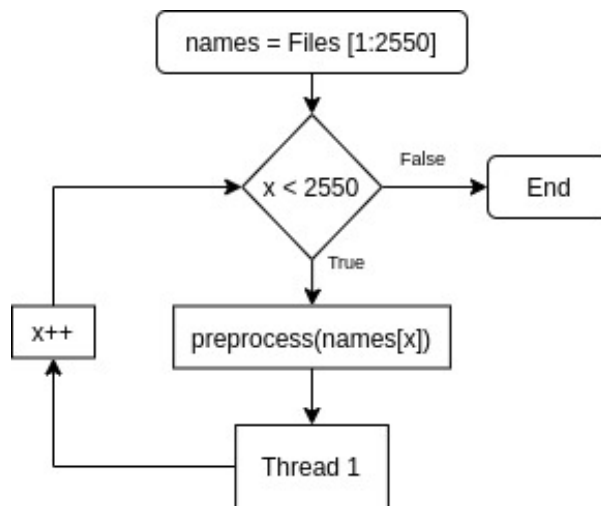 names = Files [1:2550]
x < 2550
False
End
True
x++
preprocess(names[x])
Thread 1